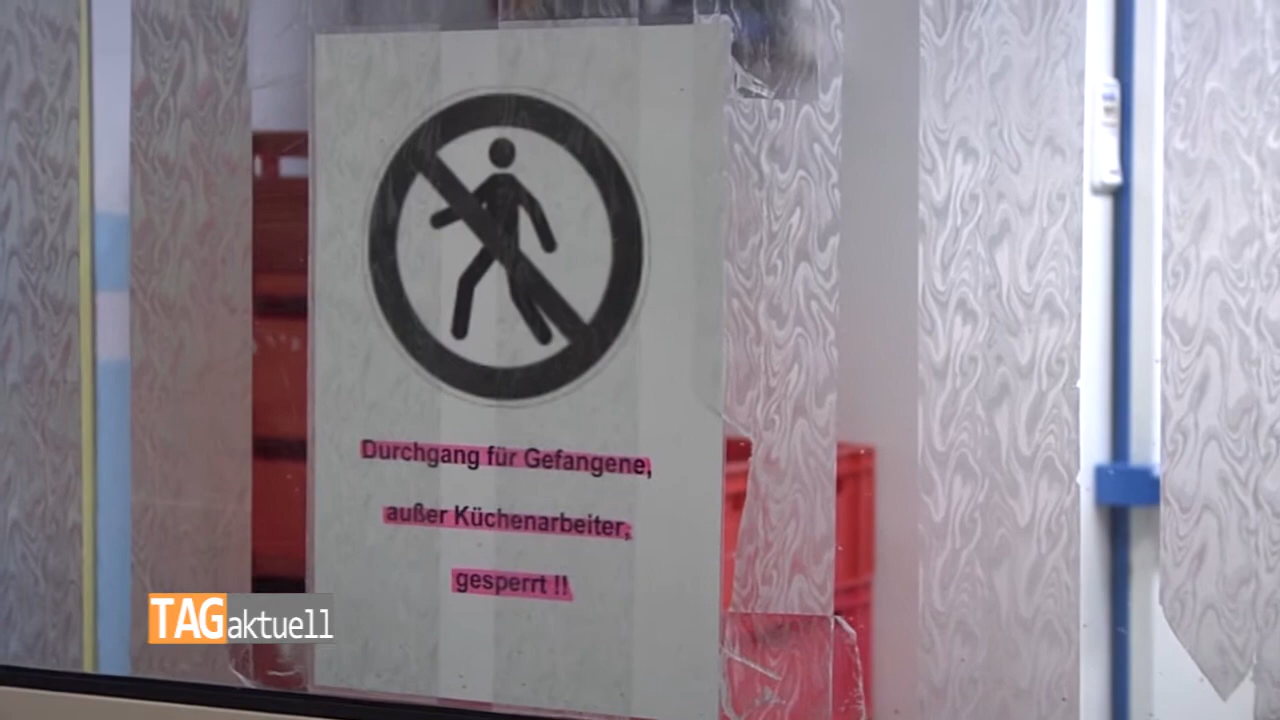 Durchgang für Gefangene,
außer Küchenarbeiter,
gesperrt !!
TAGaktuell